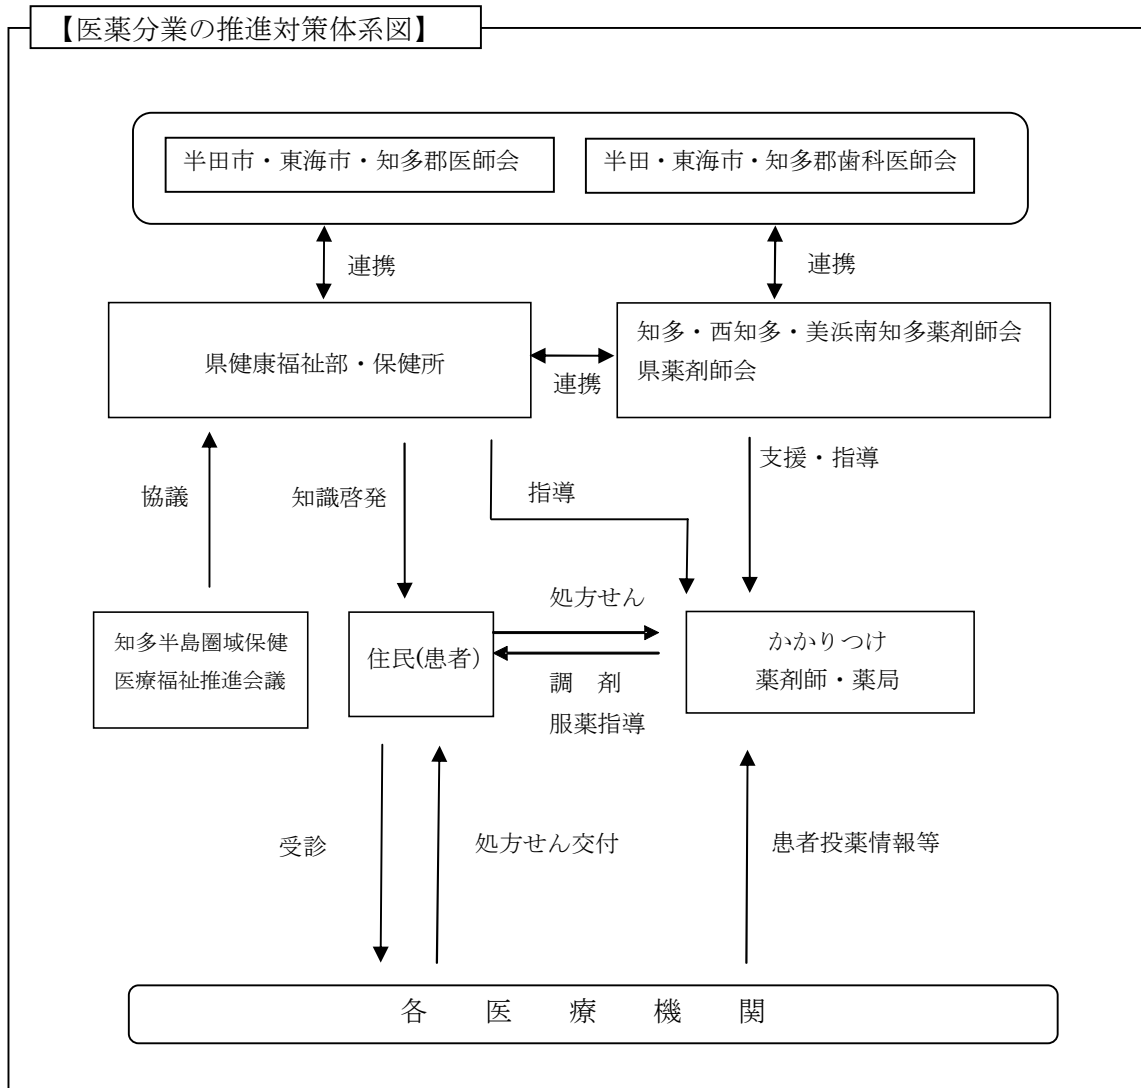 【医薬分業の推進対策体系図】
半田市・東海市・知多郡医師会
半田・東海市・知多郡歯科医師会
連携
連携
県健康福祉部・保健所
連携
知多・西知多・美浜南知多薬剤師会
県薬剤師会
協議
知識啓発
指導
支援・指導
知多半島圏域保健
医療福祉推進会議
住民(患者)
処方せん
調　剤
服薬指導
かかりつけ
薬剤師・薬局
受診
処方せん交付
患者投薬情報等
各　医　療　機　関